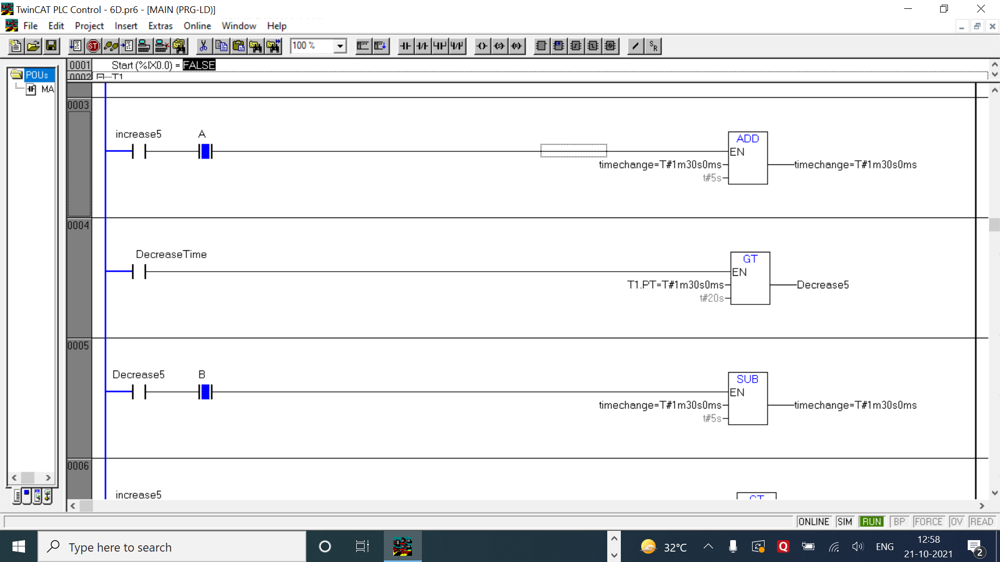 TwinCAT PLC Control - 6D.pr6 - [MAIN (PRG-LD)]
File Edit Project Insert Extras Online Window Help
ST
100 %
S
R
POUs
MA
0001 Start (%IX0.0) = FALSE
0002 T1
0003
increase5 A
ADD
EN
timechange=T#1m30s0ms timechange=T#1m30s0ms
t#5s
0004
DecreaseTime
GT
EN
T1.PT=T#1m30s0ms Decrease5
t#20s
0005
Decrease5 B
SUB
EN
timechange=T#1m30s0ms timechange=T#1m30s0ms
t#5s
0006
increase5
ONLINE SIM RUN BP FORCE OV READ
Type here to search
32°C
Q
ENG
12:58
21-10-2021
2